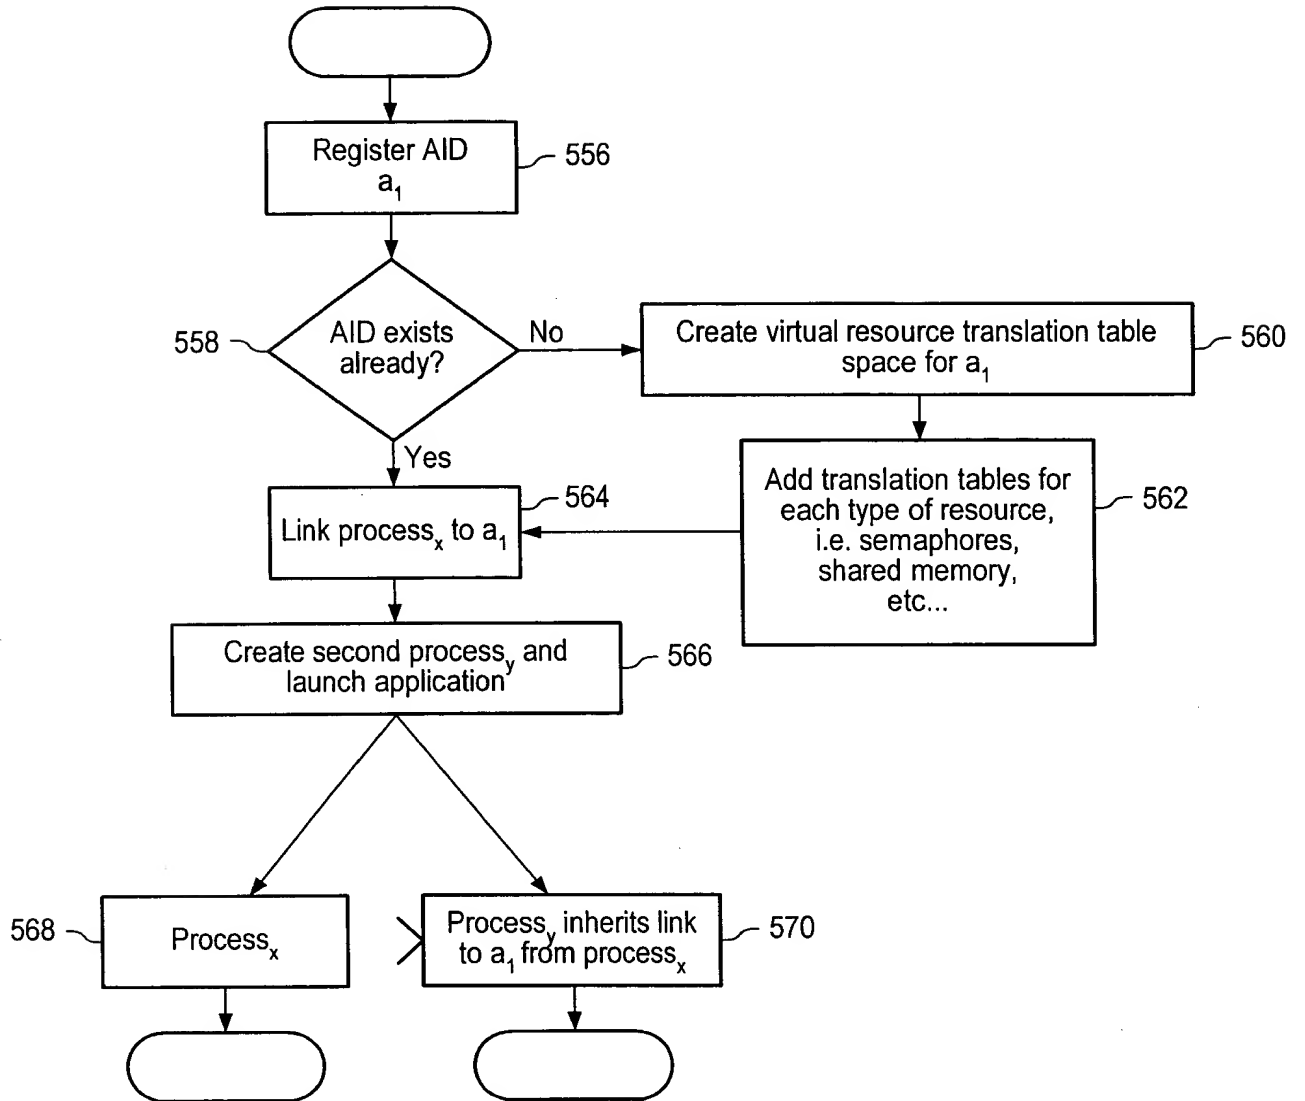 Register AID
a₁
556
AID exists
already?
558
No
Create virtual resource translation table
space for a₁
560
Yes
Add translation tables for
each type of resource,
i.e. semaphores,
shared memory,
etc...
562
Link processₓ to a₁
564
Create second process_y and
launch application
566
Processₓ
568
Process_y inherits link
to a₁ from processₓ
570